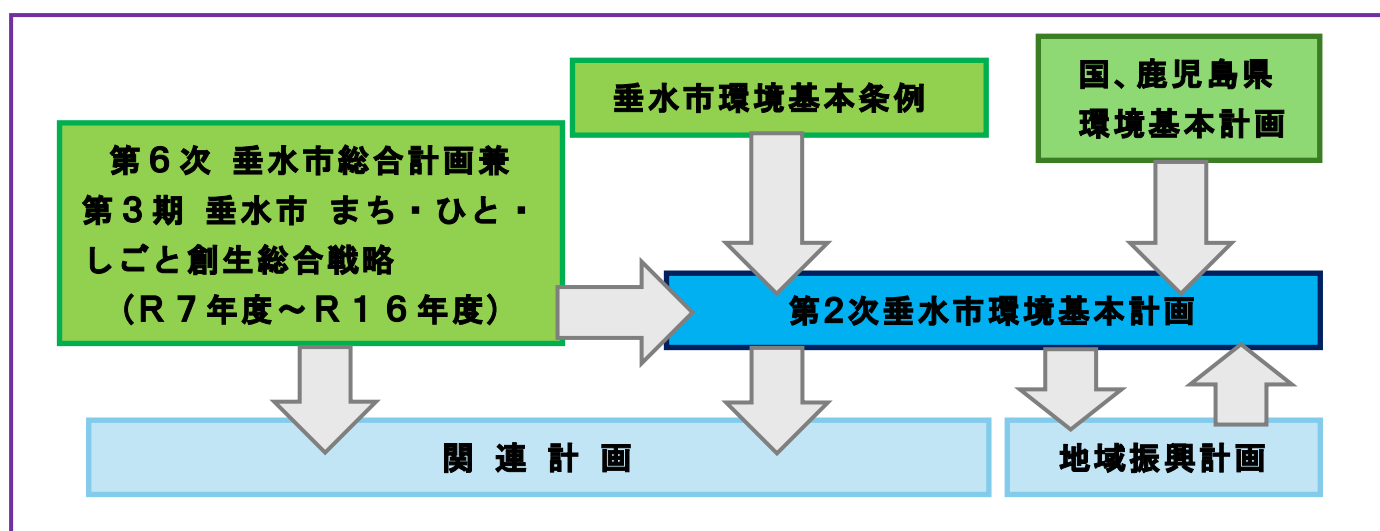 垂水市環境基本条例
国、鹿児島県
環境基本計画
第6次 垂水市総合計画兼
第3期 垂水市 まち・ひと・
しごと創生総合戦略
(R7年度~R16年度)
第2次垂水市環境基本計画
関連計画
地域振興計画